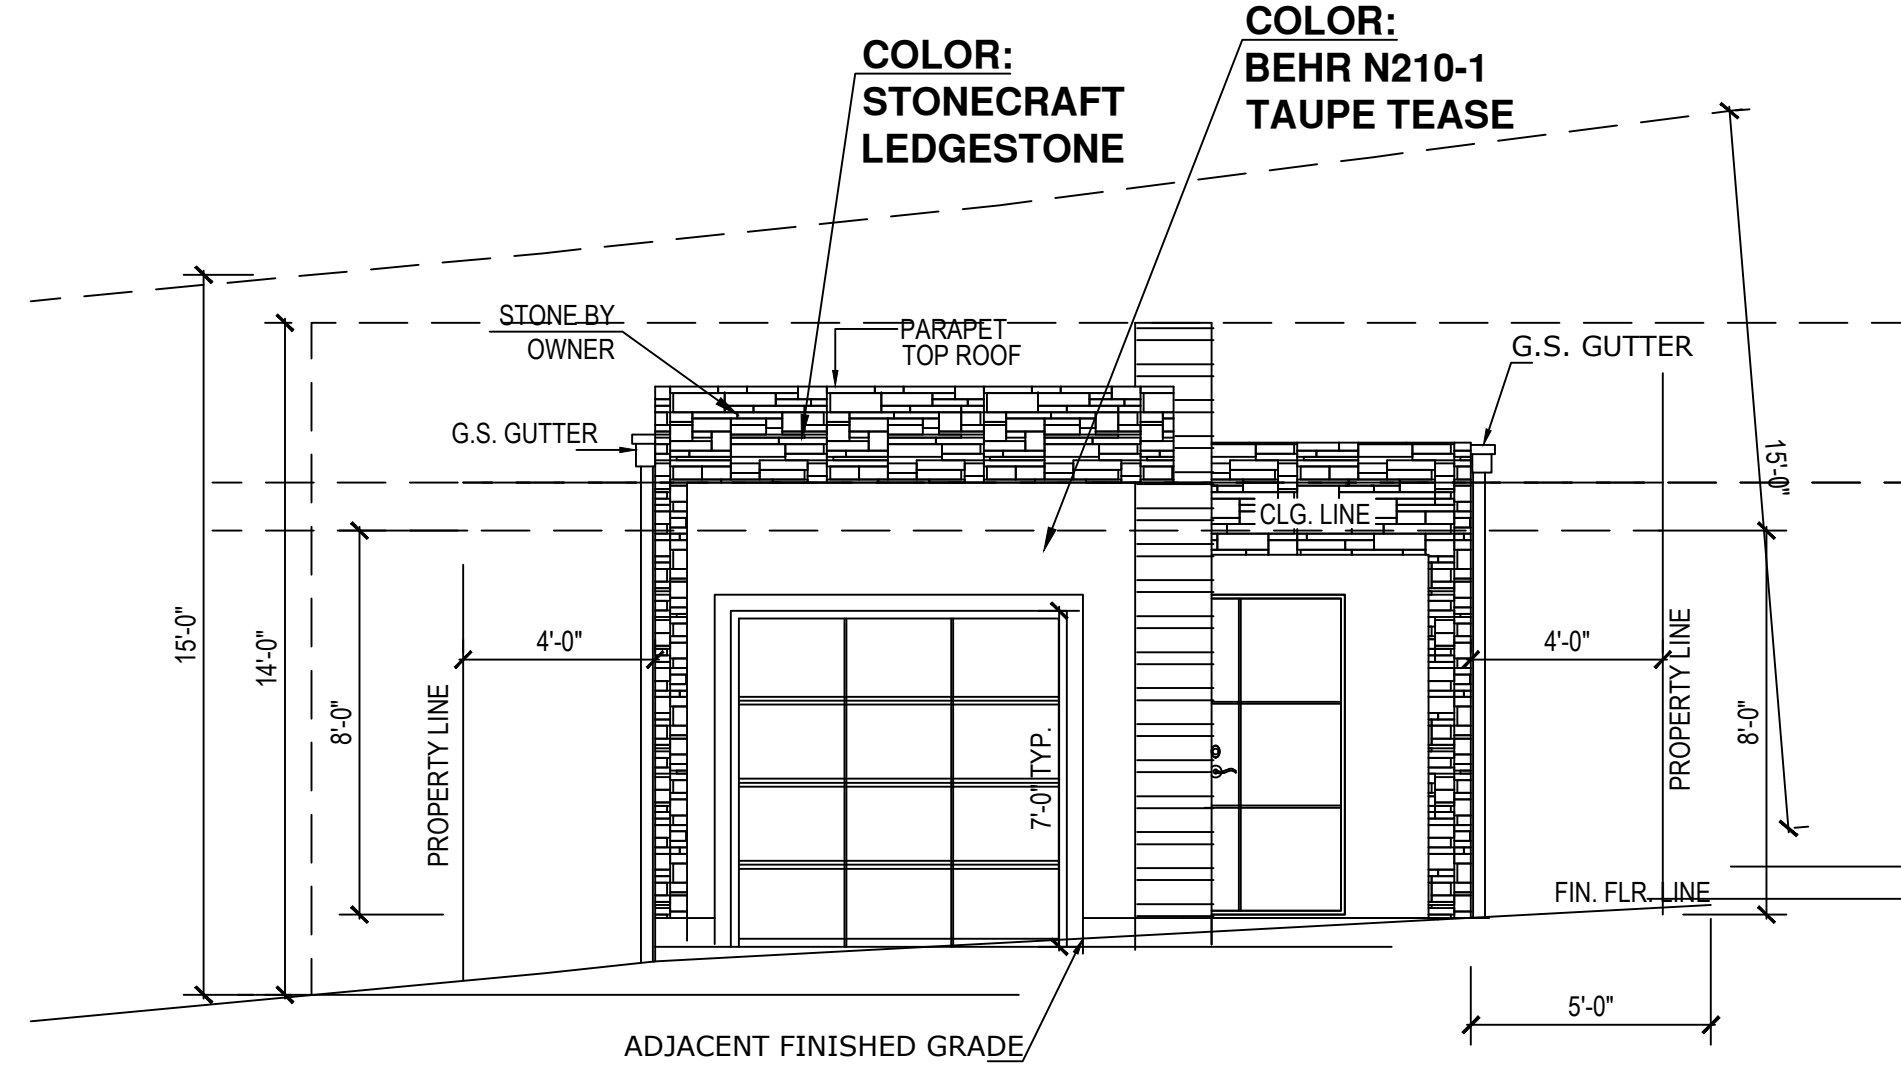 COLOR:
BEHR N210-1
TAUPE TEASE
COLOR:
STONECRAFT
LEDGESTONE
STONE BY
OWNER
PARAPET
TOP ROOF
G.S. GUTTER
G.S. GUTTER
15'-0"
CLG. LINE
15'-0"
14'-0"
8'-0"
PROPERTY LINE
4'-0"
7'-0" TYP.
4'-0"
PROPERTY LINE
8'-0"
FIN. FLR. LINE
5'-0"
ADJACENT FINISHED GRADE